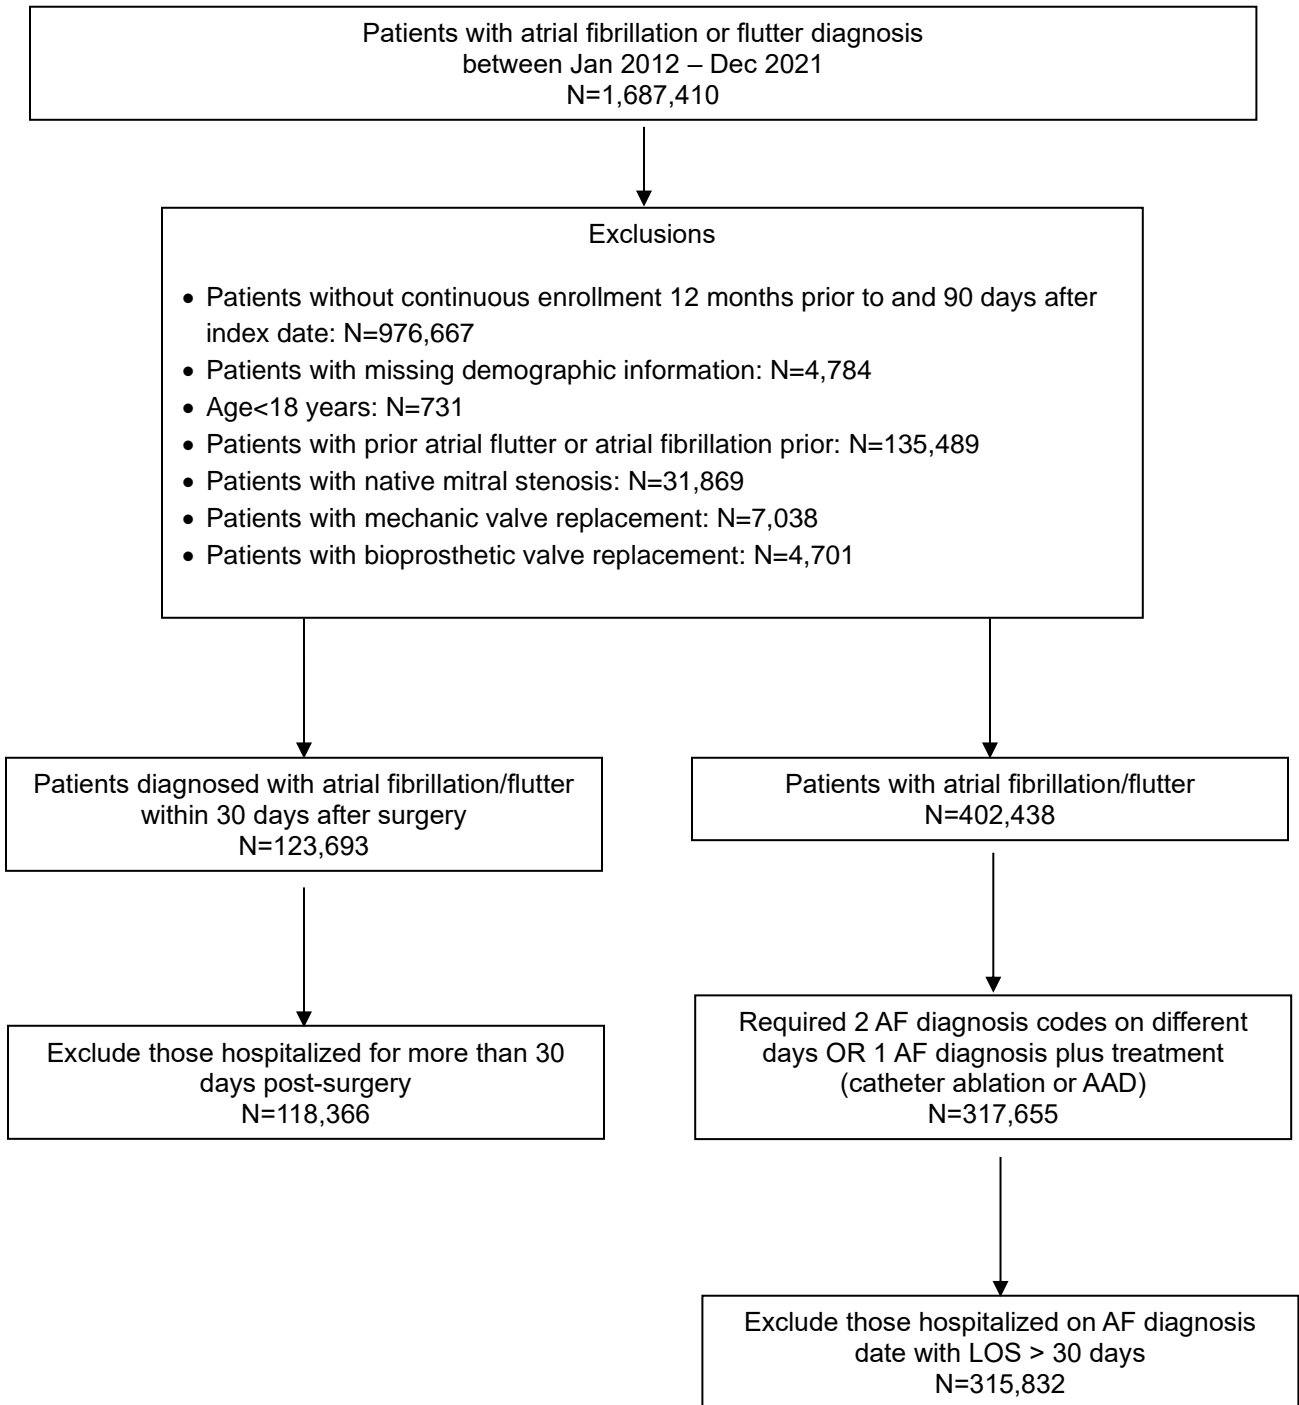 Patients with atrial fibrillation or flutter diagnosis
between Jan 2012 – Dec 2021
N=1,687,410
Exclusions
• Patients without continuous enrollment 12 months prior to and 90 days after
index date: N=976,667
• Patients with missing demographic information: N=4,784
• Age<18 years: N=731
• Patients with prior atrial flutter or atrial fibrillation prior: N=135,489
• Patients with native mitral stenosis: N=31,869
• Patients with mechanic valve replacement: N=7,038
• Patients with bioprosthetic valve replacement: N=4,701
Patients diagnosed with atrial fibrillation/flutter
within 30 days after surgery
N=123,693
Patients with atrial fibrillation/flutter
N=402,438
Exclude those hospitalized for more than 30
days post-surgery
N=118,366
Required 2 AF diagnosis codes on different
days OR 1 AF diagnosis plus treatment
(catheter ablation or AAD)
N=317,655
Exclude those hospitalized on AF diagnosis
date with LOS > 30 days
N=315,832